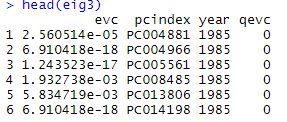 > head(eig3)
evc pcindex year qevc
1 2.560514e-05 PC004881 1985 0
2 6.910418e-18 PC004966 1985 0
3 1.243523e-17 PC005561 1985 0
4 1.932738e-03 PC008485 1985 0
5 5.834719e-03 PC013806 1985 0
6 6.910418e-18 PC014198 1985 0